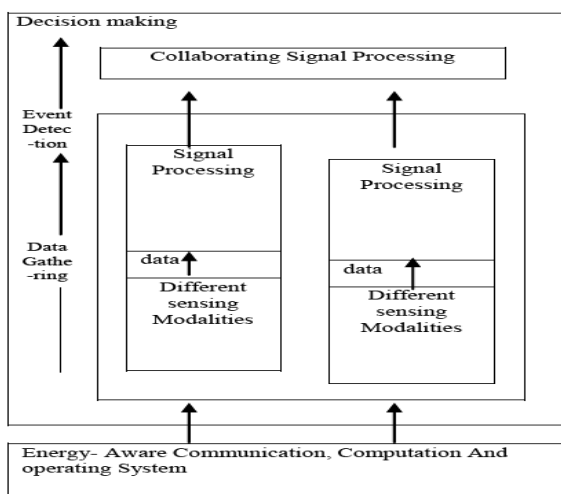 Decision making
Collaborating Signal Processing
Event
Detec
-tion
Data
Gathe
-ring
Signal
Processing
data
Different
sensing
Modalities
Signal
Processing
data
Different
sensing
Modalities
Energy- Aware Communication, Computation And
operating System